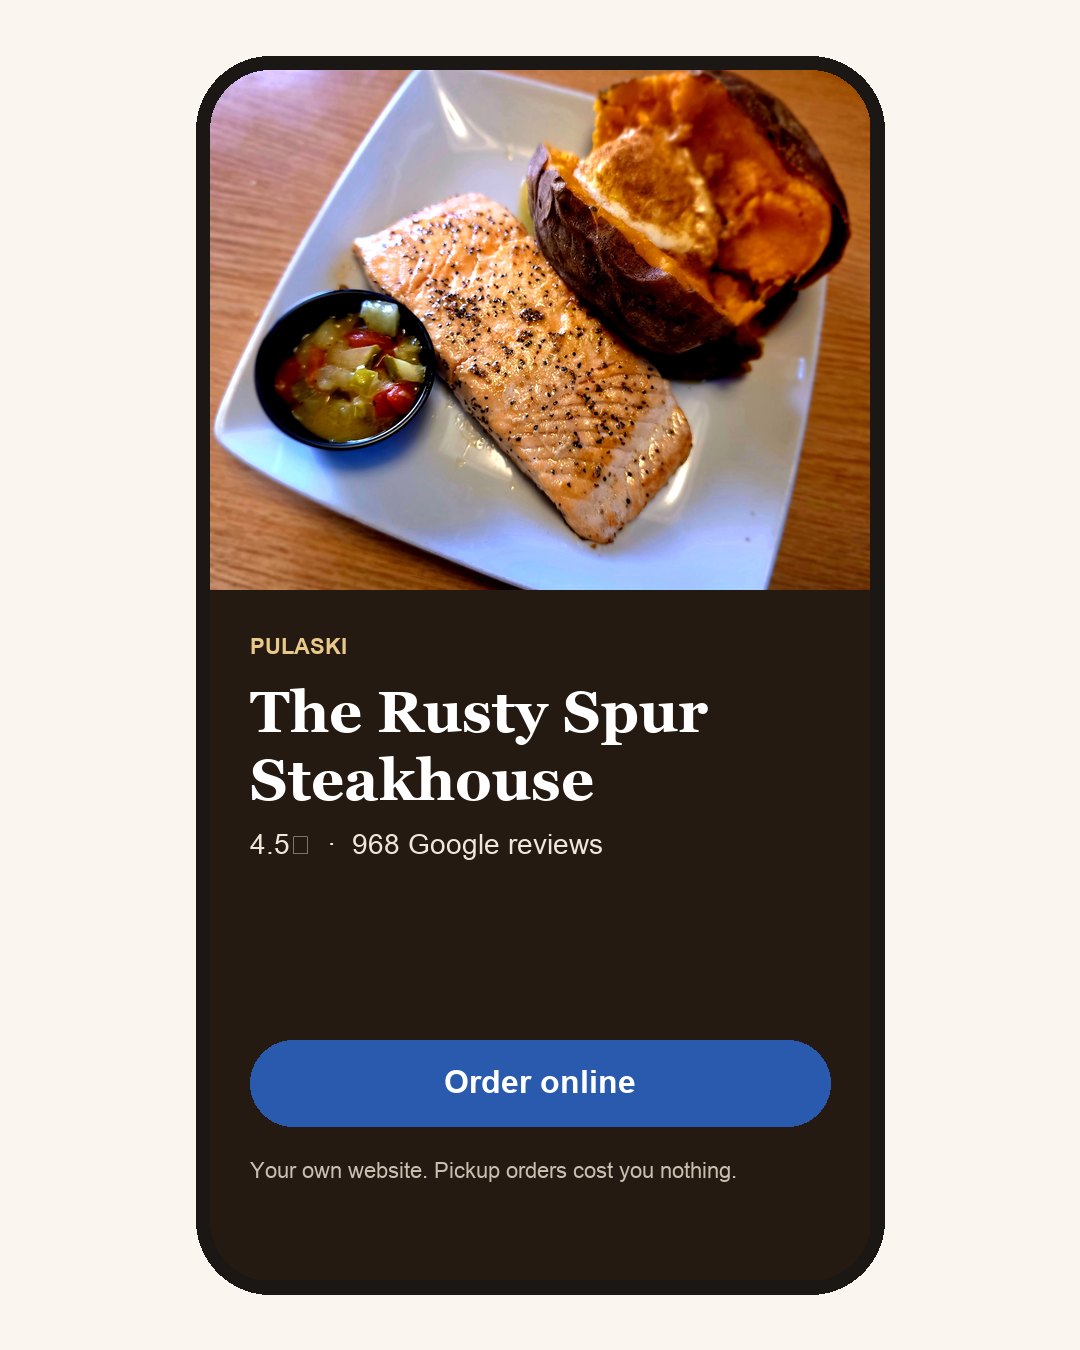 PULASKI
The Rusty Spur
Steakhouse
4.5□ · 968 Google reviews
Order online
Your own website. Pickup orders cost you nothing.